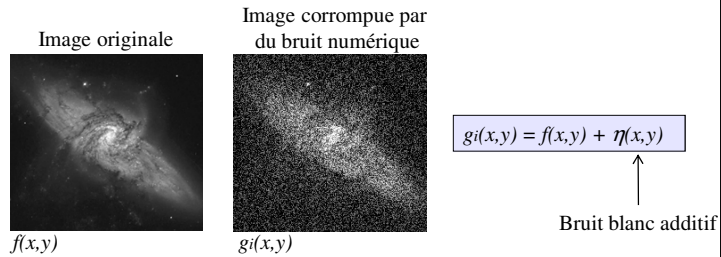 Image originale
Image corrompue par
du bruit numérique
f(x,y)
gi(x,y)
gi(x,y) = f(x,y) + η(x,y)
Bruit blanc additif